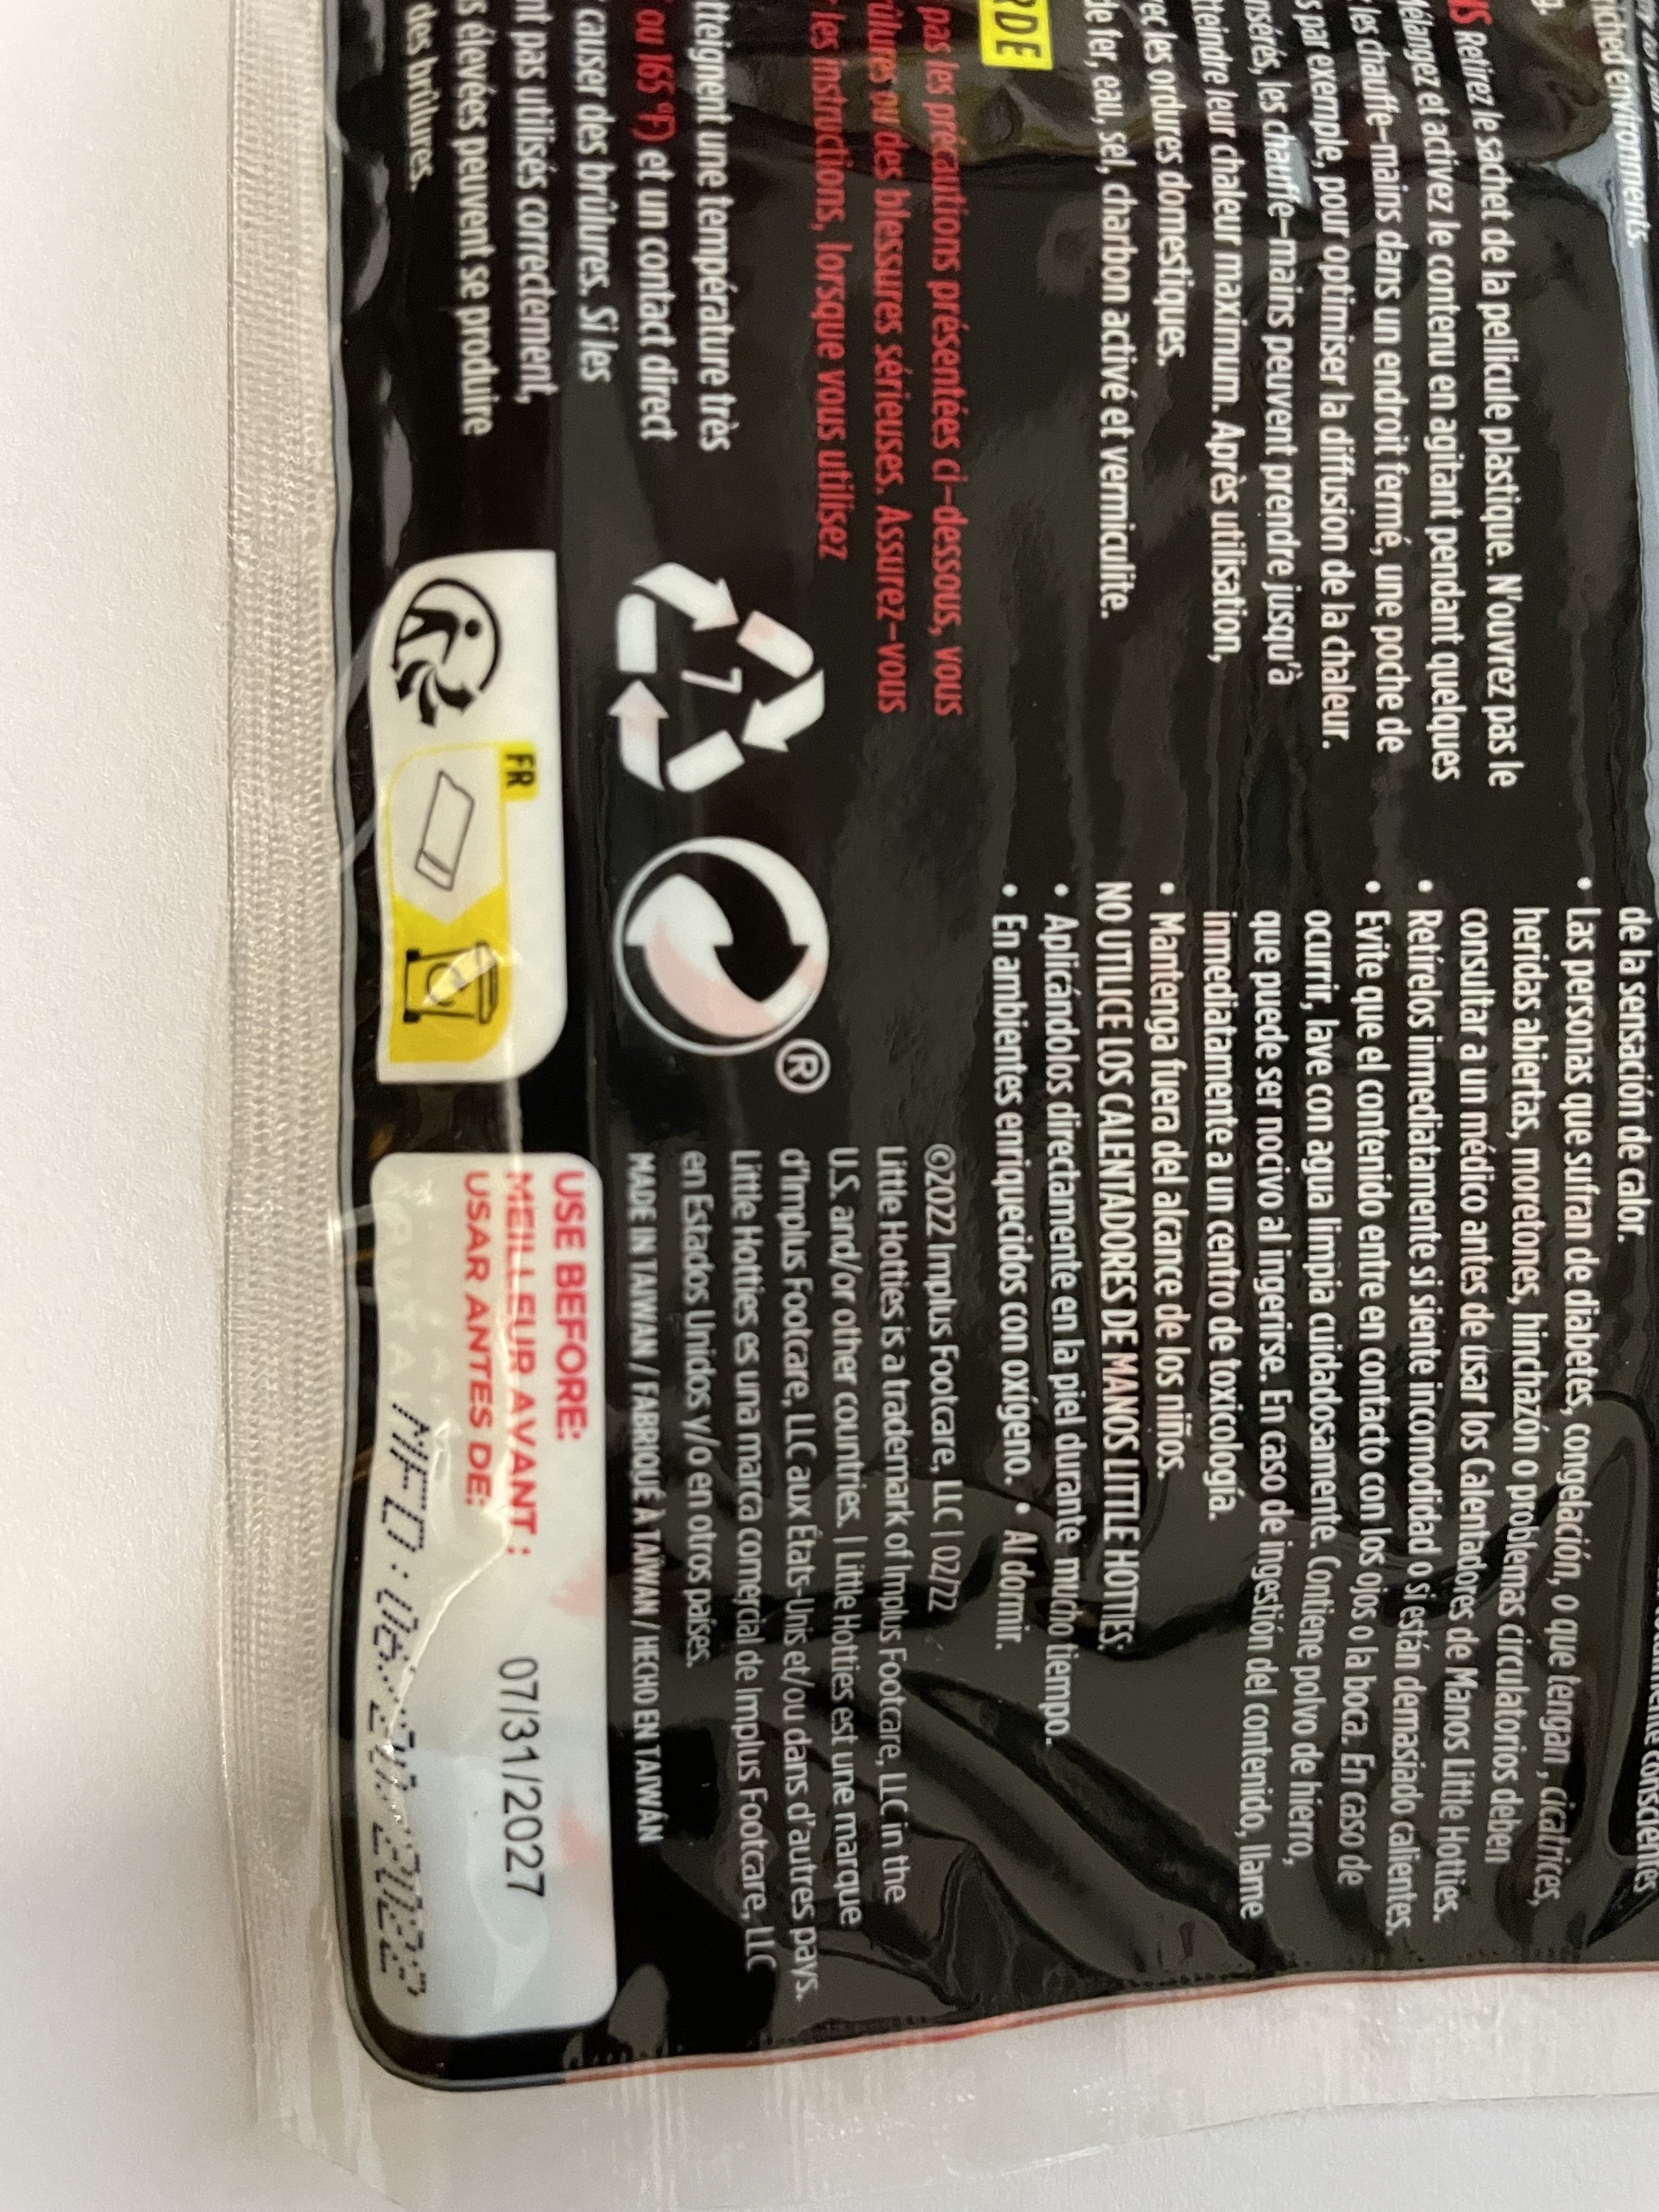 riched environments.
Retirez le sachet de la pellicule plastique. N'ouvrez pas le
élangez et activez le contenu en agitant pendant quelques
les chauffe-mains dans un endroit fermé, une poche de
par exemple, pour optimiser la diffusion de la chaleur.
nsérés, les chauffe-mains peuvent prendre jusqu'à
teindre leur chaleur maximum. Après utilisation,
ec les ordures domestiques.
de fer, eau, sel, charbon activé et vermiculite.
RDE
pas les précautions présentées ci-dessous, vous
rûlures ou des blessures sérieuses. Assurez-vous
les instructions, lorsque vous utilisez
tteignent une température très
ou 165 °F) et un contact direct
causer des brûlures. Si les
nt pas utilisés correctement,
s élevées peuvent se produire
des brûlures.
7
FR
de la sensación de calor.
• Las personas que sufran de diabetes, congelación, o que tengan , cicatrices,
heridas abiertas, moretones, hinchazón o problemas circulatorios deben
consultar a un médico antes de usar los Calentadores de Manos Little Hotties.
• Retírelos inmediatamente si siente incomodidad o si están demasiado calientes.
• Evite que el contenido entre en contacto con los ojos o la boca. En caso de
ocurrir, lave con agua limpia cuidadosamente. Contiene polvo de hierro,
que puede ser nocivo al ingerirse. En caso de ingestión del contenido, llame
inmediatamente a un centro de toxicología.
• Mantenga fuera del alcance de los niños.
NO UTILICE LOS CALENTADORES DE MANOS LITTLE HOTTIES:
• Aplicándolos directamente en la piel durante mucho tiempo.
• En ambientes enriquecidos con oxígeno. • Al dormir.
©2022 Implus Footcare, LLC | 02/22
Little Hotties is a trademark of Implus Footcare, LLC in the
U.S. and/or other countries. | Little Hotties est une marque
d'Implus Footcare, LLC aux États-Unis et/ou dans d'autres pays.
Little Hotties es una marca comercial de Implus Footcare, LLC
en Estados Unidos y/o en otros países.
MADE IN TAIWAN / FABRIQUÉ À TAÏWAN / HECHO EN TAIWÁN
USE BEFORE:
MEILLEUR AVANT :
USAR ANTES DE:
07/31/2027
MFD: